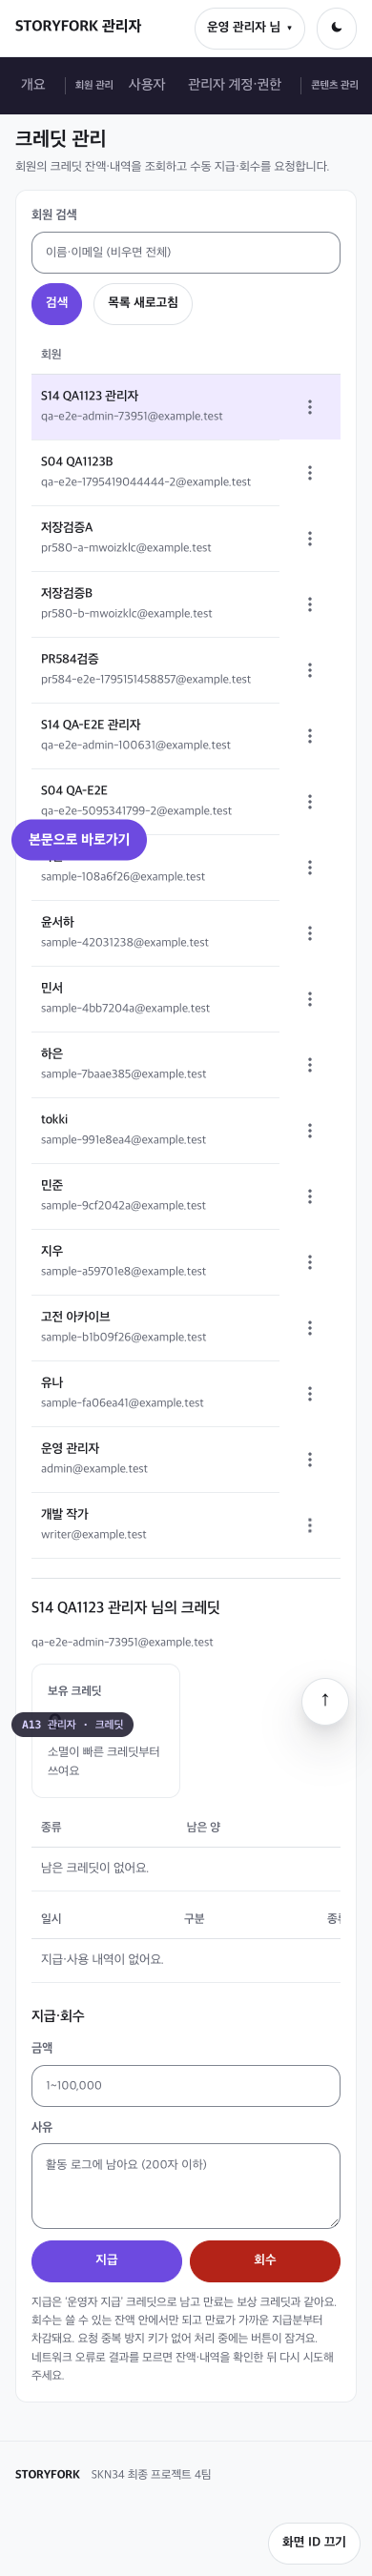 STORYFORK 관리자
운영 관리자 님 ▾
개요 회원 관리 사용자 관리자 계정·권한 콘텐츠 관리
크레딧 관리
회원의 크레딧 잔액·내역을 조회하고 수동 지급·회수를 요청합니다.
회원 검색
이름·이메일 (비우면 전체)
검색 목록 새로고침
회원
S14 QA1123 관리자
qa-e2e-admin-73951@example.test
S04 QA1123B
qa-e2e-1795419044444-2@example.test
저장검증A
pr580-a-mwoizklc@example.test
저장검증B
pr580-b-mwoizklc@example.test
PR584검증
pr584-e2e-1795151458857@example.test
S14 QA-E2E 관리자
qa-e2e-admin-100631@example.test
S04 QA-E2E
qa-e2e-5095341799-2@example.test
본문으로 바로가기
sample-108a6f26@example.test
윤서하
sample-42031238@example.test
민서
sample-4bb7204a@example.test
하은
sample-7baae385@example.test
tokki
sample-991e8ea4@example.test
민준
sample-9cf2042a@example.test
지우
sample-a59701e8@example.test
고전 아카이브
sample-b1b09f26@example.test
유나
sample-fa06ea41@example.test
운영 관리자
admin@example.test
개발 작가
writer@example.test
S14 QA1123 관리자 님의 크레딧
qa-e2e-admin-73951@example.test
보유 크레딧
↑
A13 관리자 · 크레딧
소멸이 빠른 크레딧부터
쓰여요
종류 남은 양
남은 크레딧이 없어요.
일시 구분
지급·사용 내역이 없어요.
지급·회수
금액
1~100,000
사유
활동 로그에 남아요 (200자 이하)
지급 회수
지급은 '운영자 지급' 크레딧으로 남고 만료는 보상 크레딧과 같아요.
회수는 쓸 수 있는 잔액 안에서만 되고 만료가 가까운 지급분부터
차감돼요. 요청 중복 방지 키가 없어 처리 중에는 버튼이 잠겨요.
네트워크 오류로 결과를 모르면 잔액·내역을 확인한 뒤 다시 시도해
주세요.
STORYFORK SKN34 최종 프로젝트 4팀
화면 ID 끄기